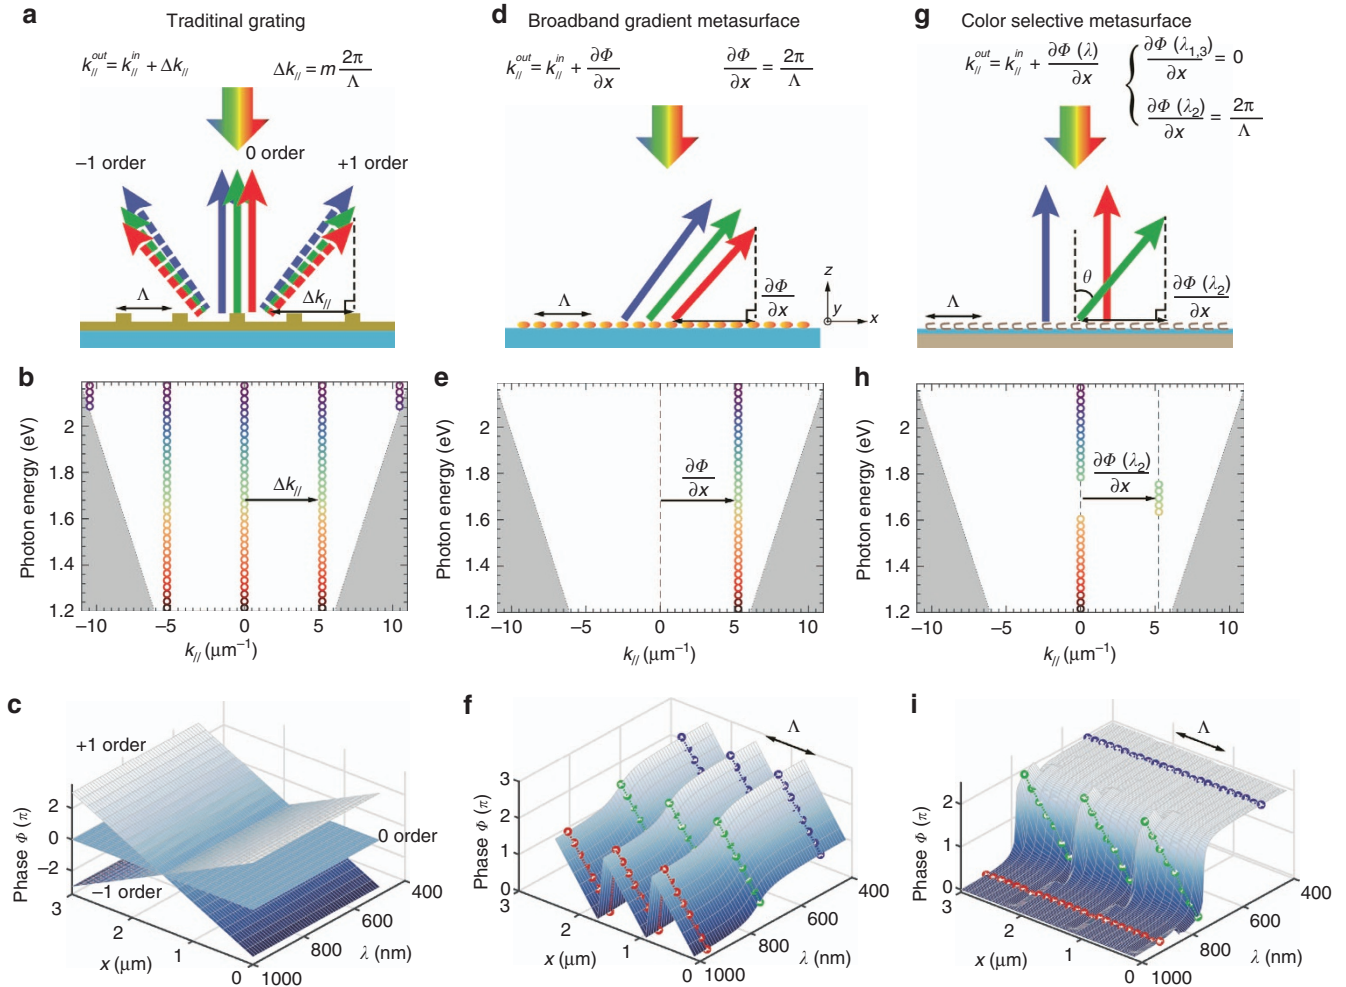 a
Traditinal grating
k//^out = k//^in + Δk//
Δk// = m 2π/Λ
−1 order
0 order
+1 order
Λ
Δk//
d
Broadband gradient metasurface
k//^out = k//^in + ∂Φ/∂x
∂Φ/∂x = 2π/Λ
Λ
∂Φ/∂x
z
y
x
g
Color selective metasurface
k//^out = k//^in + ∂Φ (λ)/∂x
∂Φ (λ1,3)/∂x = 0
∂Φ (λ2)/∂x = 2π/Λ
θ
Λ
∂Φ (λ2)/∂x
b
Photon energy (eV)
2
1.8
1.6
1.4
1.2
Δk//
−10 −5 0 5 10
k// (μm−1)
e
Photon energy (eV)
2
1.8
1.6
1.4
1.2
∂Φ/∂x
−10 −5 0 5 10
k// (μm−1)
h
Photon energy (eV)
2
1.8
1.6
1.4
1.2
∂Φ (λ2)/∂x
−10 −5 0 5 10
k// (μm−1)
c
+1 order
0 order
−1 order
Phase Φ (π)
2
0
−2
3
2
1
0
x (μm)
400
600
800
1000
λ (nm)
f
Λ
Phase Φ (π)
3
2
1
0
3
2
1
0
x (μm)
400
600
800
1000
λ (nm)
i
Λ
Phase Φ (π)
2
1
0
3
2
1
0
x (μm)
400
600
800
1000
λ (nm)